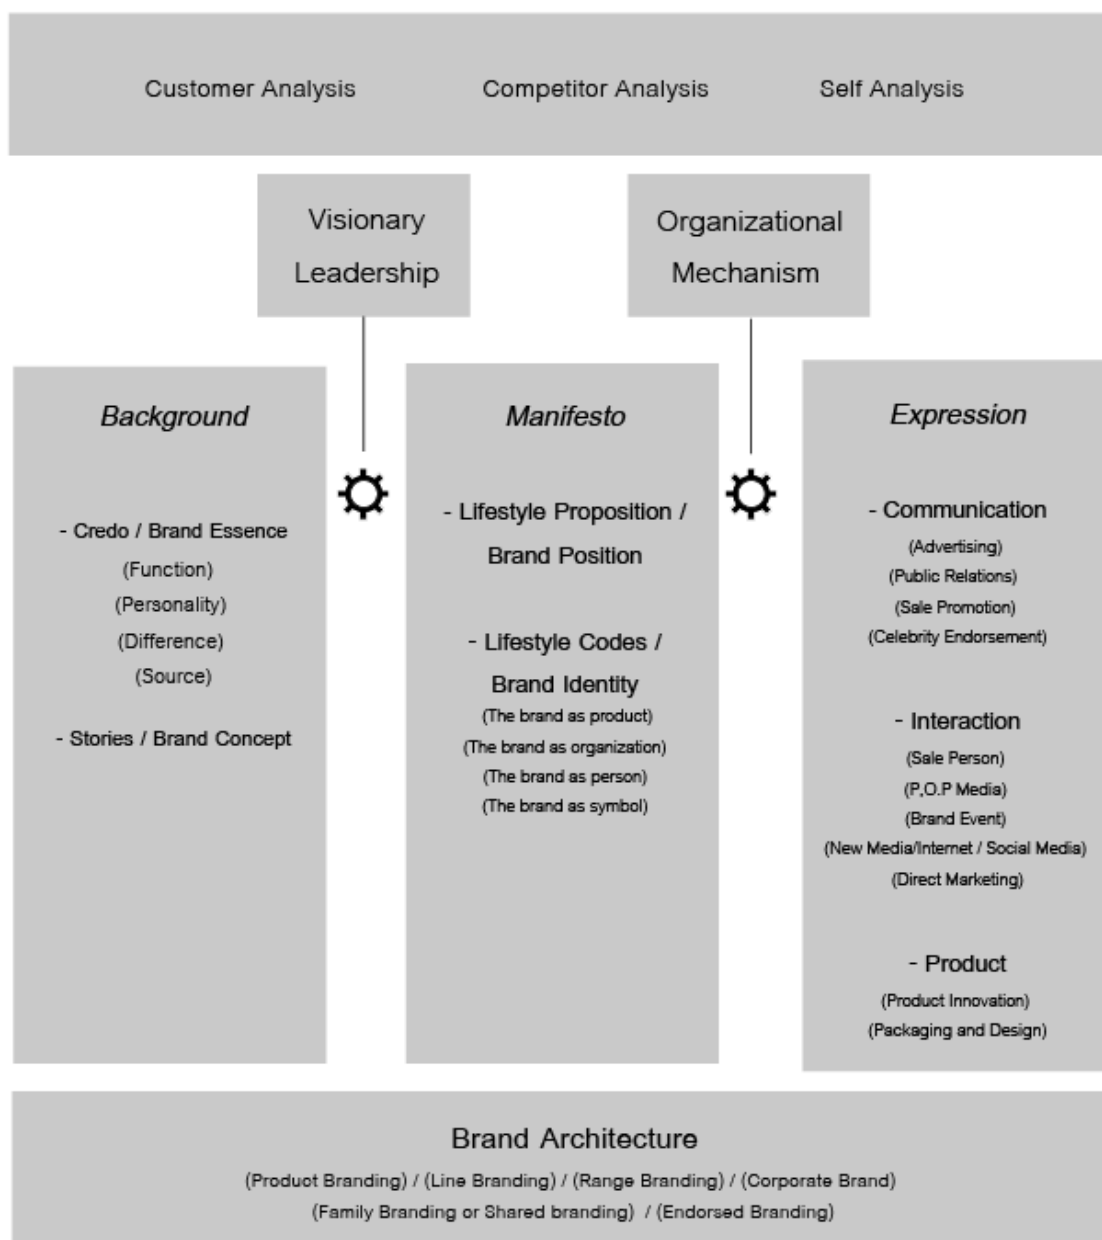 Customer Analysis Competitor Analysis Self Analysis
Visionary
Leadership
Organizational
Mechanism
Background
- Credo / Brand Essence
(Function)
(Personality)
(Difference)
(Source)
- Stories / Brand Concept
Manifesto
- Lifestyle Proposition /
Brand Position
- Lifestyle Codes /
Brand Identity
(The brand as product)
(The brand as organization)
(The brand as person)
(The brand as symbol)
Expression
- Communication
(Advertising)
(Public Relations)
(Sale Promotion)
(Celebrity Endorsement)
- Interaction
(Sale Person)
(P,O.P Media)
(Brand Event)
(New Media/Internet / Social Media)
(Direct Marketing)
- Product
(Product Innovation)
(Packaging and Design)
Brand Architecture
(Product Branding) / (Line Branding) / (Range Branding) / (Corporate Brand)
(Family Branding or Shared branding) / (Endorsed Branding)